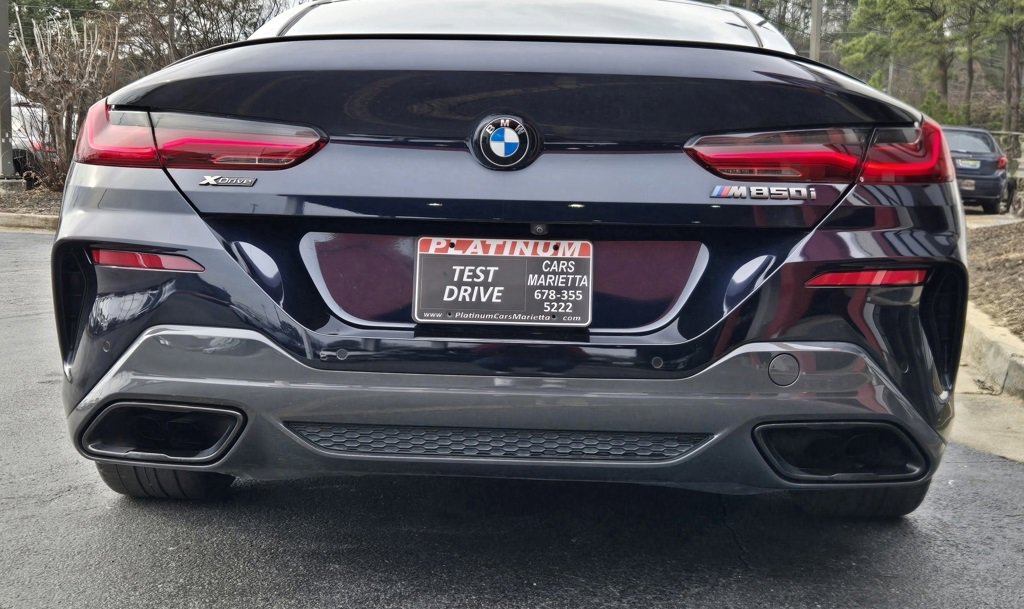 BMW
XDrive
M850i
PLATINUM
TEST
DRIVE
CARS
MARIETTA
678-355
5222
www.PlatinumCarsMarietta.com